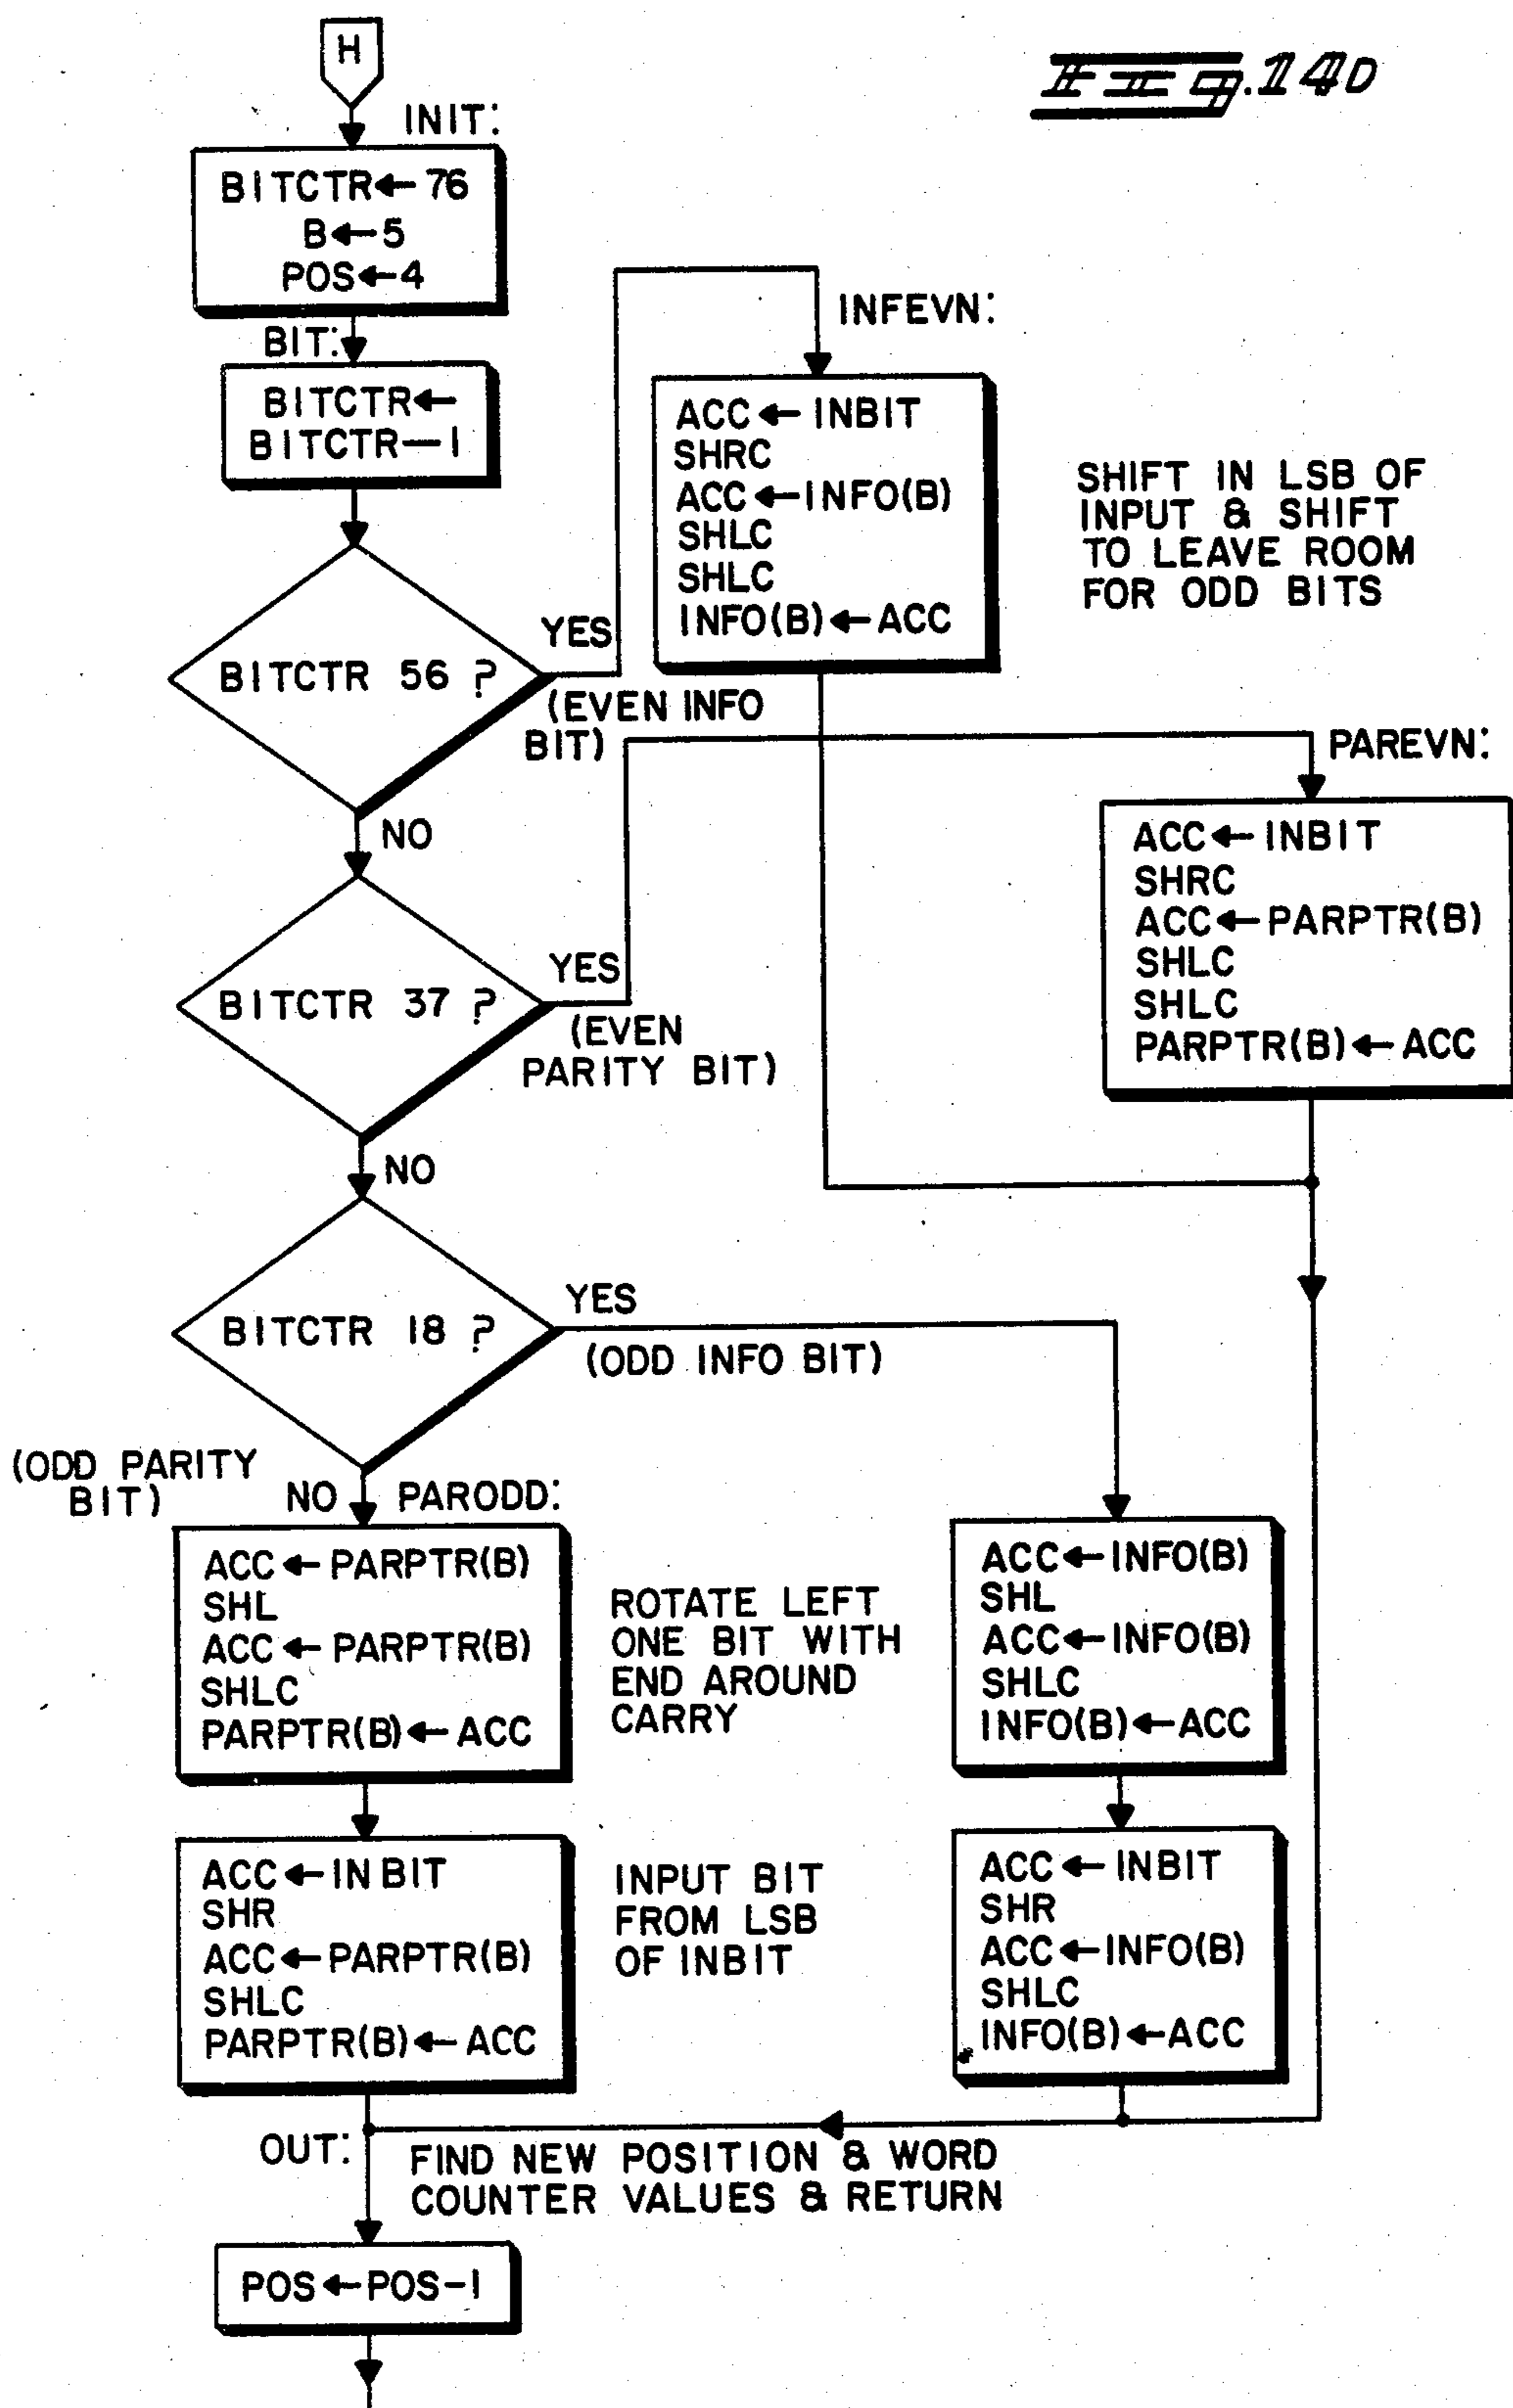 H
Fig. 14D
INIT:
BITCTR←76
B←5
POS←4
BIT:
BITCTR←
BITCTR—1
BITCTR 56 ?
YES
(EVEN INFO
BIT)
NO
INFEVN:
ACC←INBIT
SHRC
ACC←INFO(B)
SHLC
SHLC
INFO(B)←ACC
SHIFT IN LSB OF
INPUT & SHIFT
TO LEAVE ROOM
FOR ODD BITS
BITCTR 37 ?
YES
(EVEN
PARITY BIT)
NO
PAREVN:
ACC←INBIT
SHRC
ACC←PARPTR(B)
SHLC
SHLC
PARPTR(B)←ACC
BITCTR 18 ?
YES
(ODD INFO BIT)
(ODD PARITY
BIT)
NO
PARODD:
ACC←PARPTR(B)
SHL
ACC←PARPTR(B)
SHLC
PARPTR(B)←ACC
ROTATE LEFT
ONE BIT WITH
END AROUND
CARRY
ACC←INFO(B)
SHL
ACC←INFO(B)
SHLC
INFO(B)←ACC
ACC←INBIT
SHR
ACC←PARPTR(B)
SHLC
PARPTR(B)←ACC
INPUT BIT
FROM LSB
OF INBIT
ACC←INBIT
SHR
ACC←INFO(B)
SHLC
INFO(B)←ACC
OUT:
FIND NEW POSITION & WORD
COUNTER VALUES & RETURN
POS←POS-1